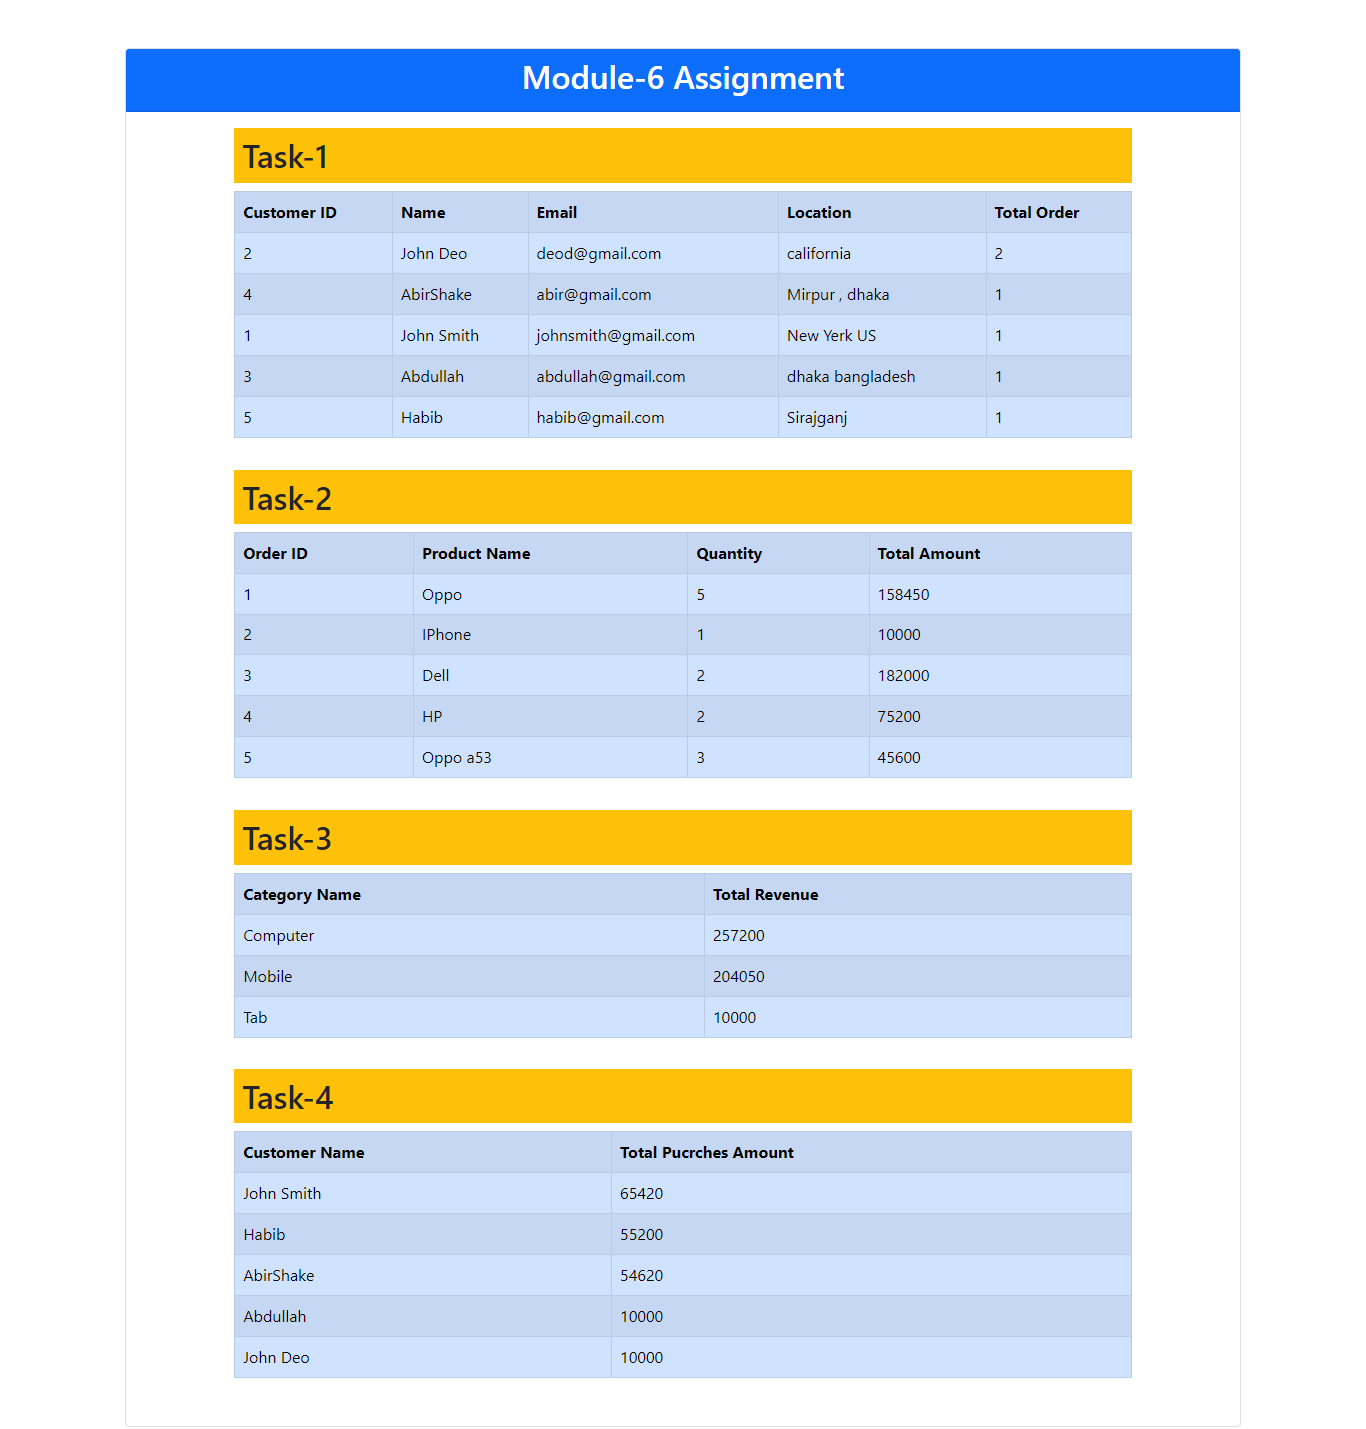 Module-6 Assignment
Task-1
Customer ID Name Email Location Total Order
2 John Deo deod@gmail.com california 2
4 AbirShake abir@gmail.com Mirpur , dhaka 1
1 John Smith johnsmith@gmail.com New Yerk US 1
3 Abdullah abdullah@gmail.com dhaka bangladesh 1
5 Habib habib@gmail.com Sirajganj 1
Task-2
Order ID Product Name Quantity Total Amount
1 Oppo 5 158450
2 IPhone 1 10000
3 Dell 2 182000
4 HP 2 75200
5 Oppo a53 3 45600
Task-3
Category Name Total Revenue
Computer 257200
Mobile 204050
Tab 10000
Task-4
Customer Name Total Pucrches Amount
John Smith 65420
Habib 55200
AbirShake 54620
Abdullah 10000
John Deo 10000